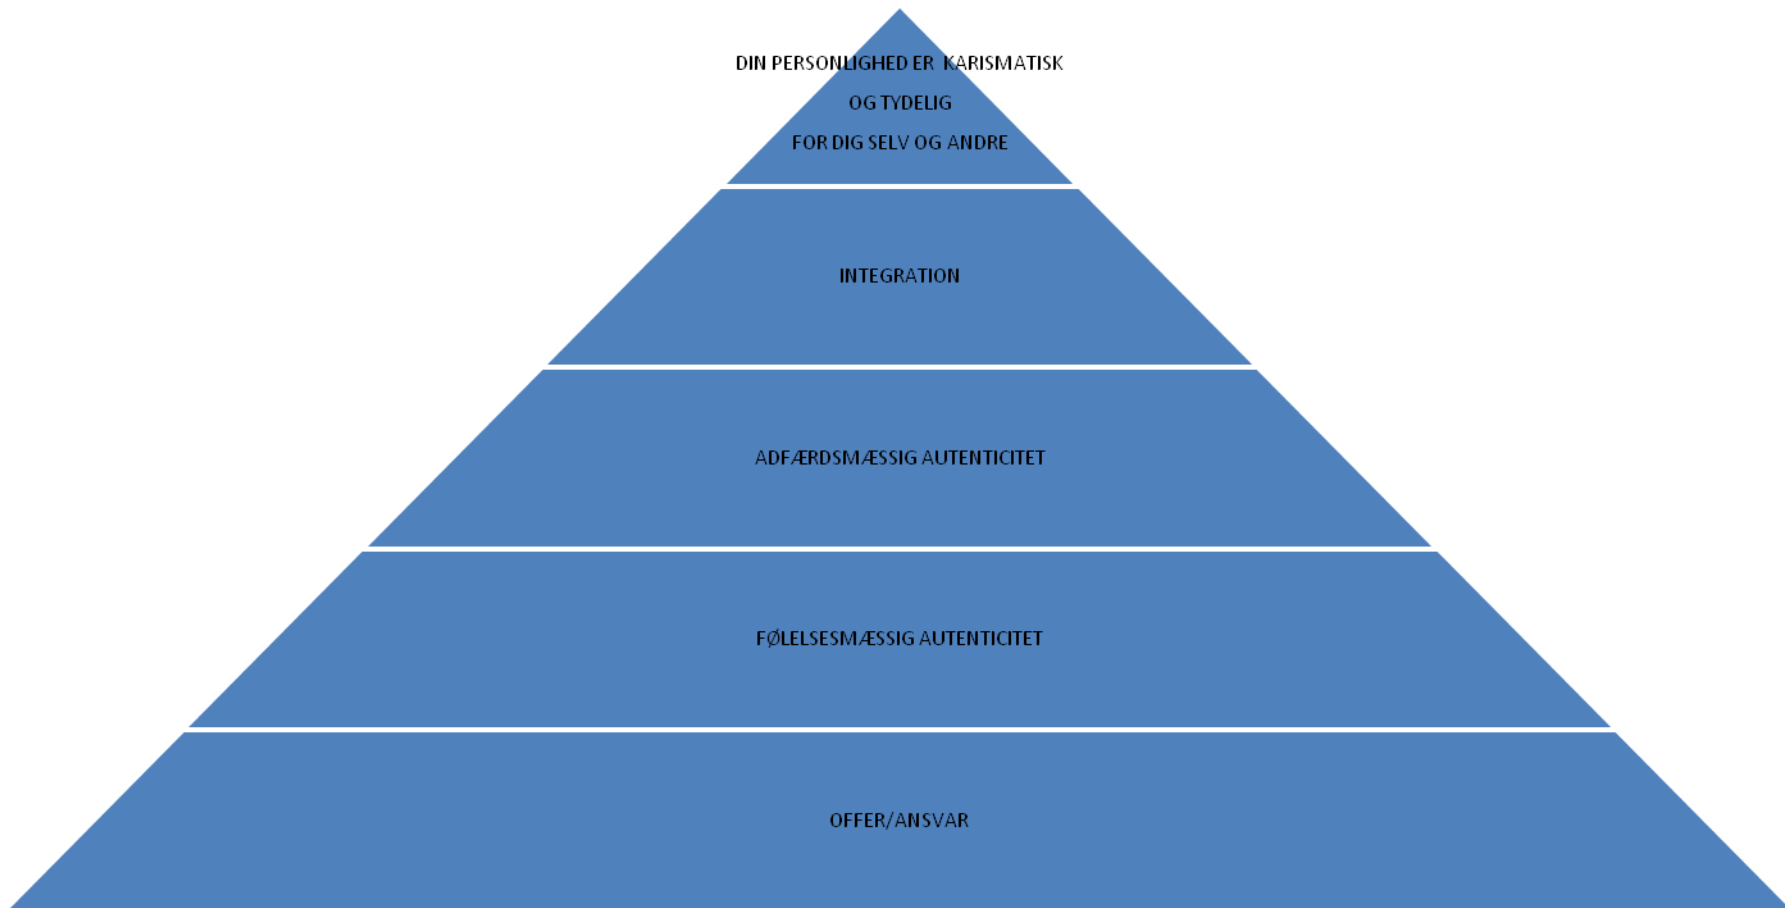 DIN PERSONLIGHED ER  KARISMATISK
OG TYDELIG
FOR DIG SELV OG ANDRE
INTEGRATION
ADFÆRDSMÆSSIG AUTENTICITET
FØLELSESMÆSSIG AUTENTICITET
OFFER/ANSVAR